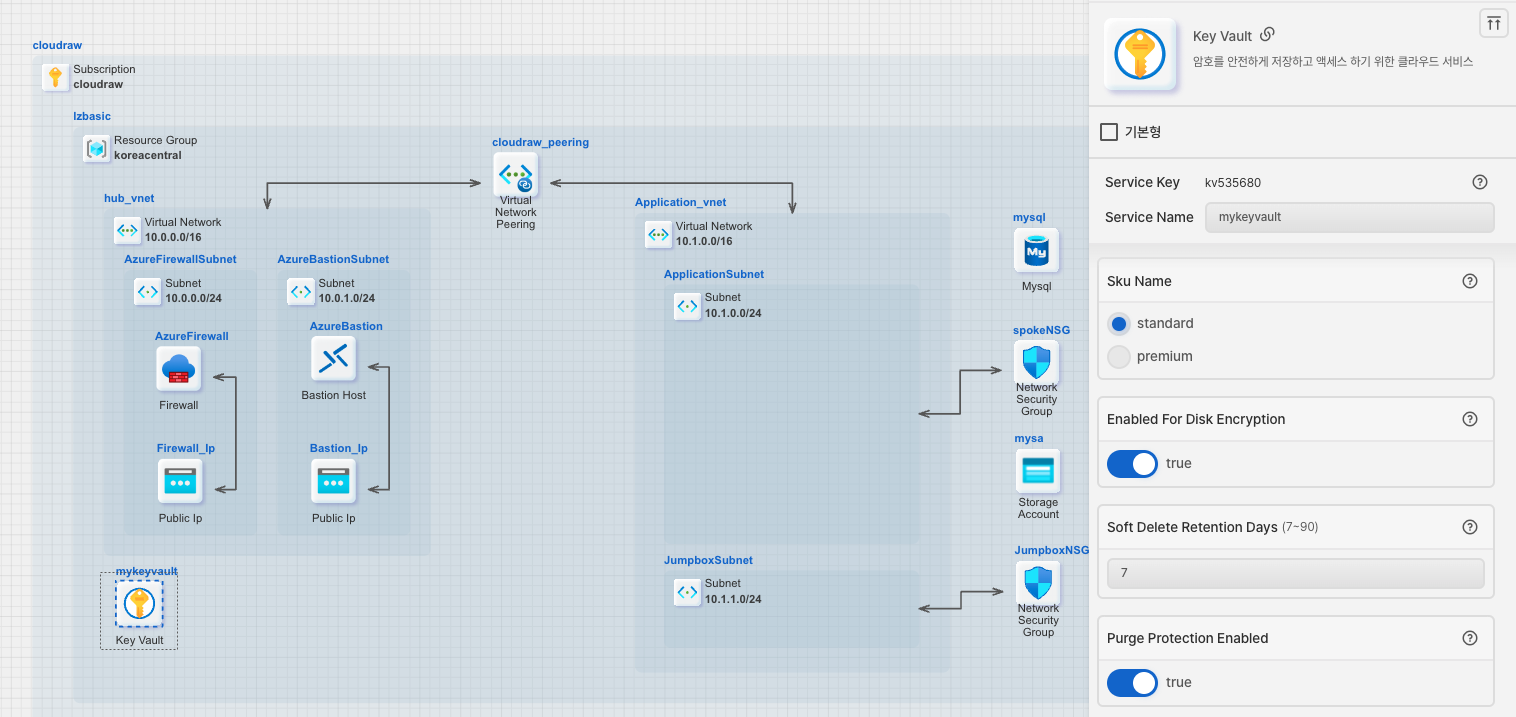 cloudraw
Subscription
cloudraw
lzbasic
Resource Group
koreacentral
cloudraw_peering
Virtual
Network
Peering
hub_vnet
Virtual Network
10.0.0.0/16
AzureFirewallSubnet
Subnet
10.0.0.0/24
AzureFirewall
Firewall
Firewall_Ip
Public Ip
AzureBastionSubnet
Subnet
10.0.1.0/24
AzureBastion
Bastion Host
Bastion_Ip
Public Ip
mykeyvault
Key Vault
Application_vnet
Virtual Network
10.1.0.0/16
ApplicationSubnet
Subnet
10.1.0.0/24
JumpboxSubnet
Subnet
10.1.1.0/24
mysql
My
Mysql
spokeNSG
Network
Security
Group
mysa
Storage
Account
JumpboxNSG
Network
Security
Group
Key Vault
암호를 안전하게 저장하고 액세스 하기 위한 클라우드 서비스
기본형
Service Key kv535680
Service Name mykeyvault
Sku Name
standard
premium
Enabled For Disk Encryption
true
Soft Delete Retention Days (7~90)
7
Purge Protection Enabled
true